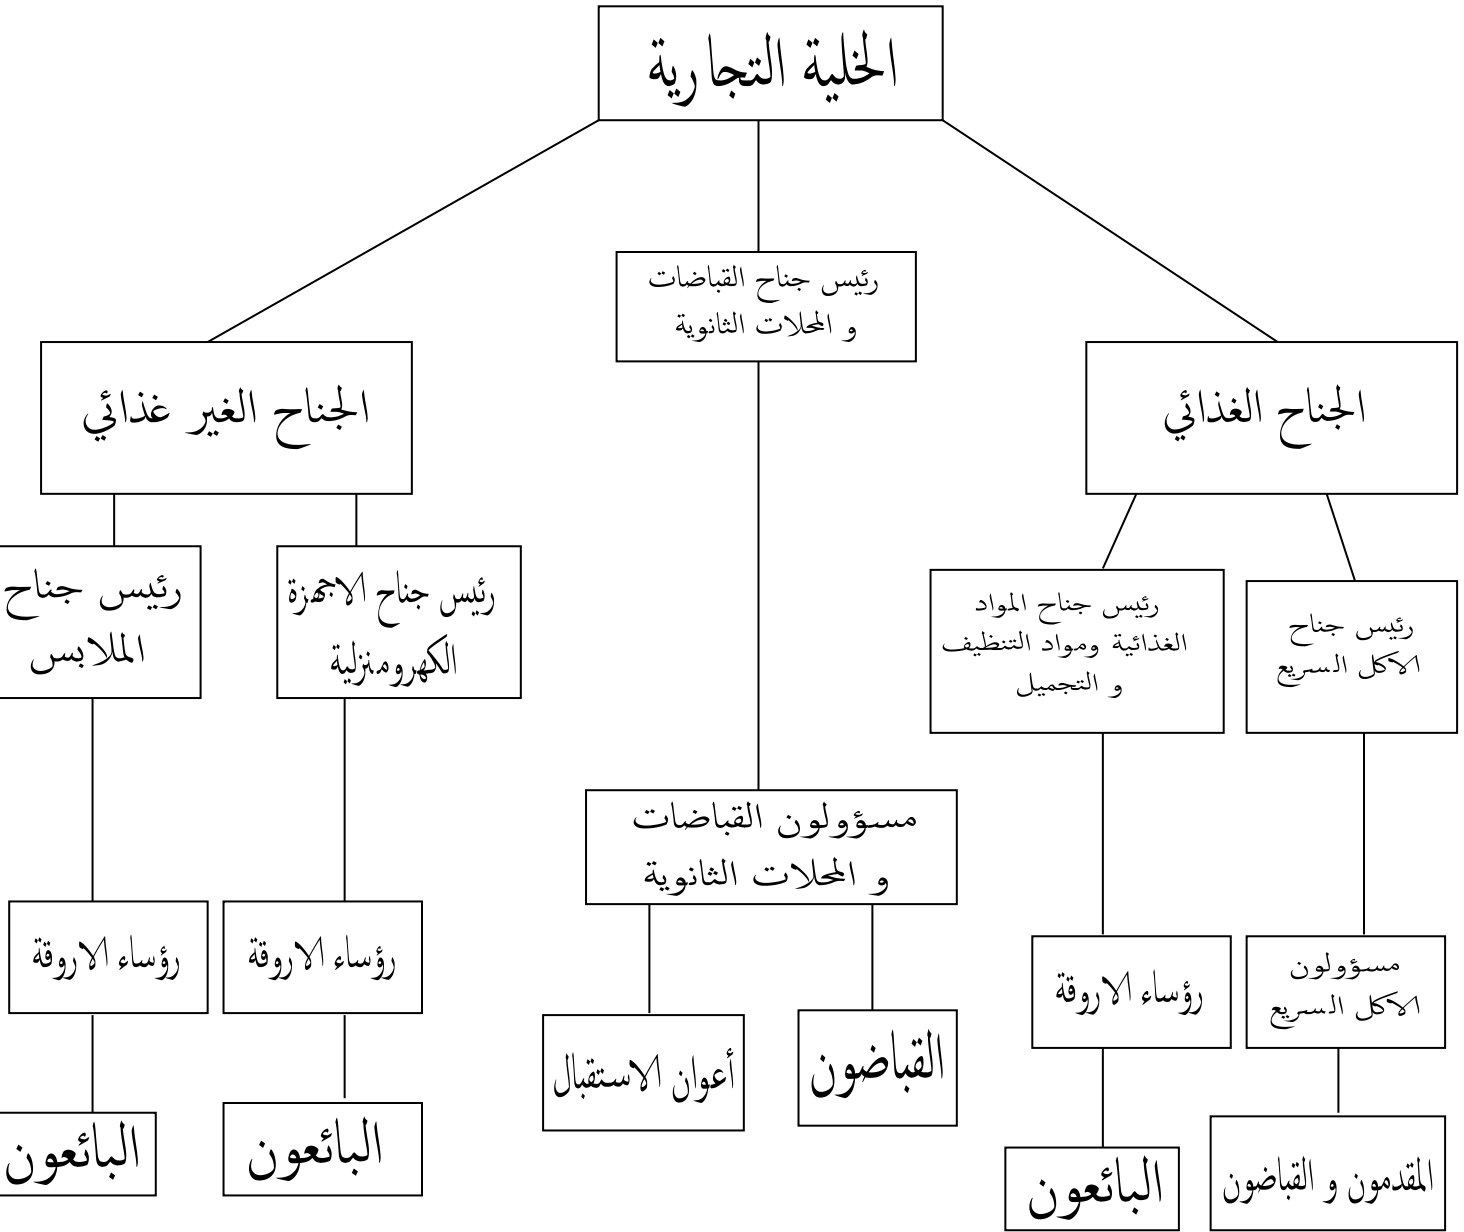 الخلية التجارية
رئيس جناح القباضات
و المحلات الثانوية
الجناح الغذائي
الجناح الغير غذائي
رئيس جناح
الاكل السريع
رئيس جناح المواد
الغذائية ومواد التنظيف
و التجميل
رئيس جناح الاجهزة
الكهرومنزلية
رئيس جناح
الملابس
مسؤولون القباضات
و المحلات الثانوية
مسؤولون
الاكل السريع
رؤساء الاروقة
رؤساء الاروقة
رؤساء الاروقة
القباضون
أعوان الاستقبال
المقدمون و القباضون
البائعون
البائعون
البائعون